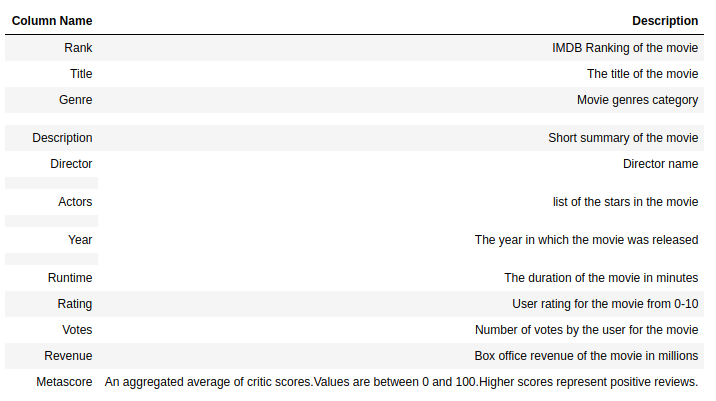 Column Name Description
Rank IMDB Ranking of the movie
Title The title of the movie
Genre Movie genres category
Description Short summary of the movie
Director Director name
Actors list of the stars in the movie
Year The year in which the movie was released
Runtime The duration of the movie in minutes
Rating User rating for the movie from 0-10
Votes Number of votes by the user for the movie
Revenue Box office revenue of the movie in millions
Metascore An aggregated average of critic scores.Values are between 0 and 100.Higher scores represent positive reviews.